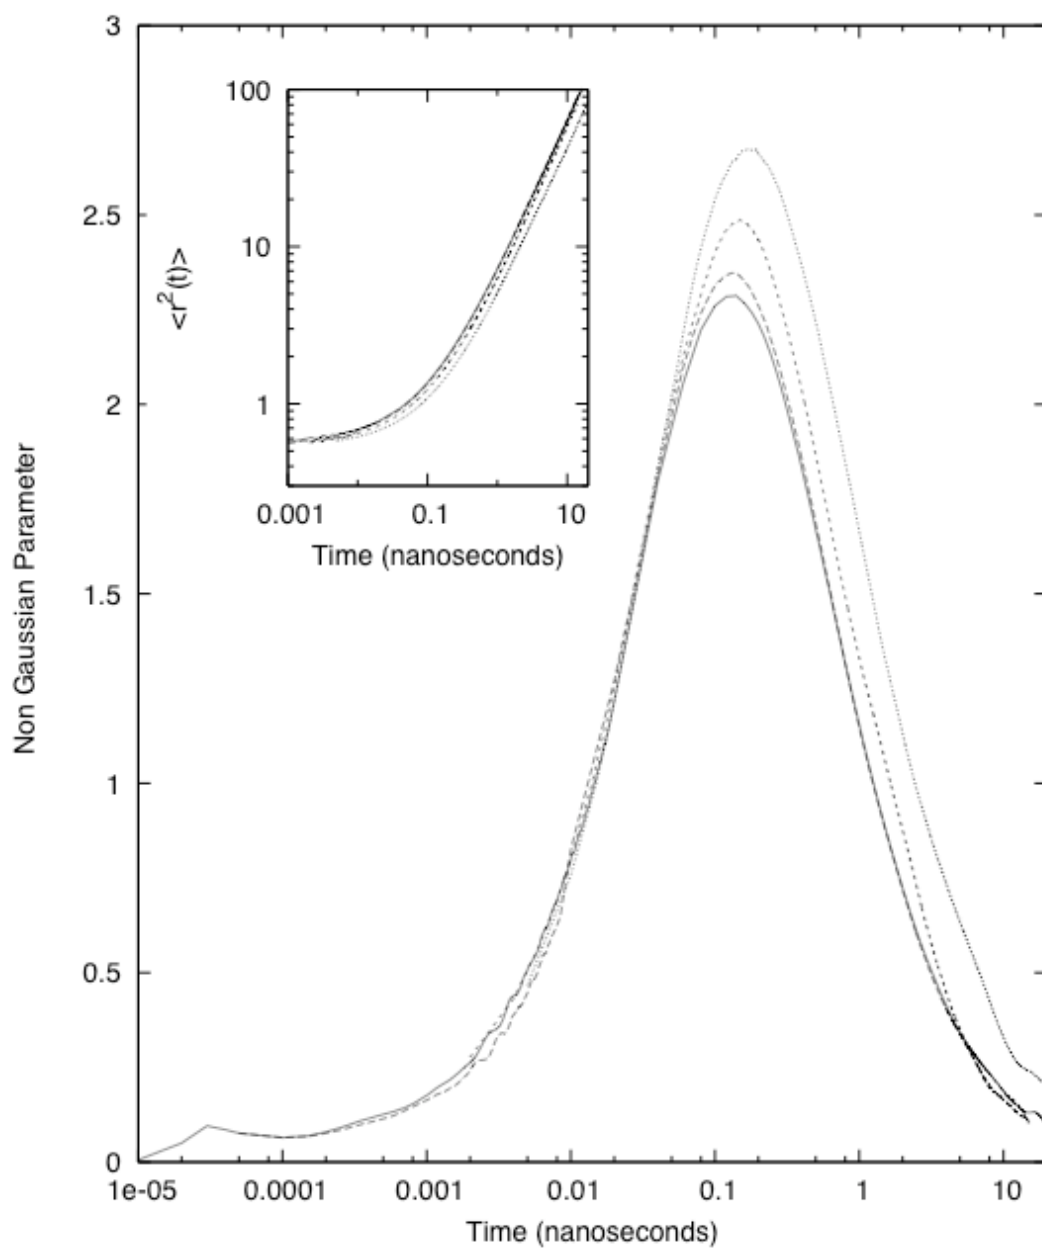 3
2.5
2
1.5
1
0.5
0
Non Gaussian Parameter
1e-05 0.0001 0.001 0.01 0.1 1 10
Time (nanoseconds)
100
10
1
<r²(t)>
0.001 0.1 10
Time (nanoseconds)